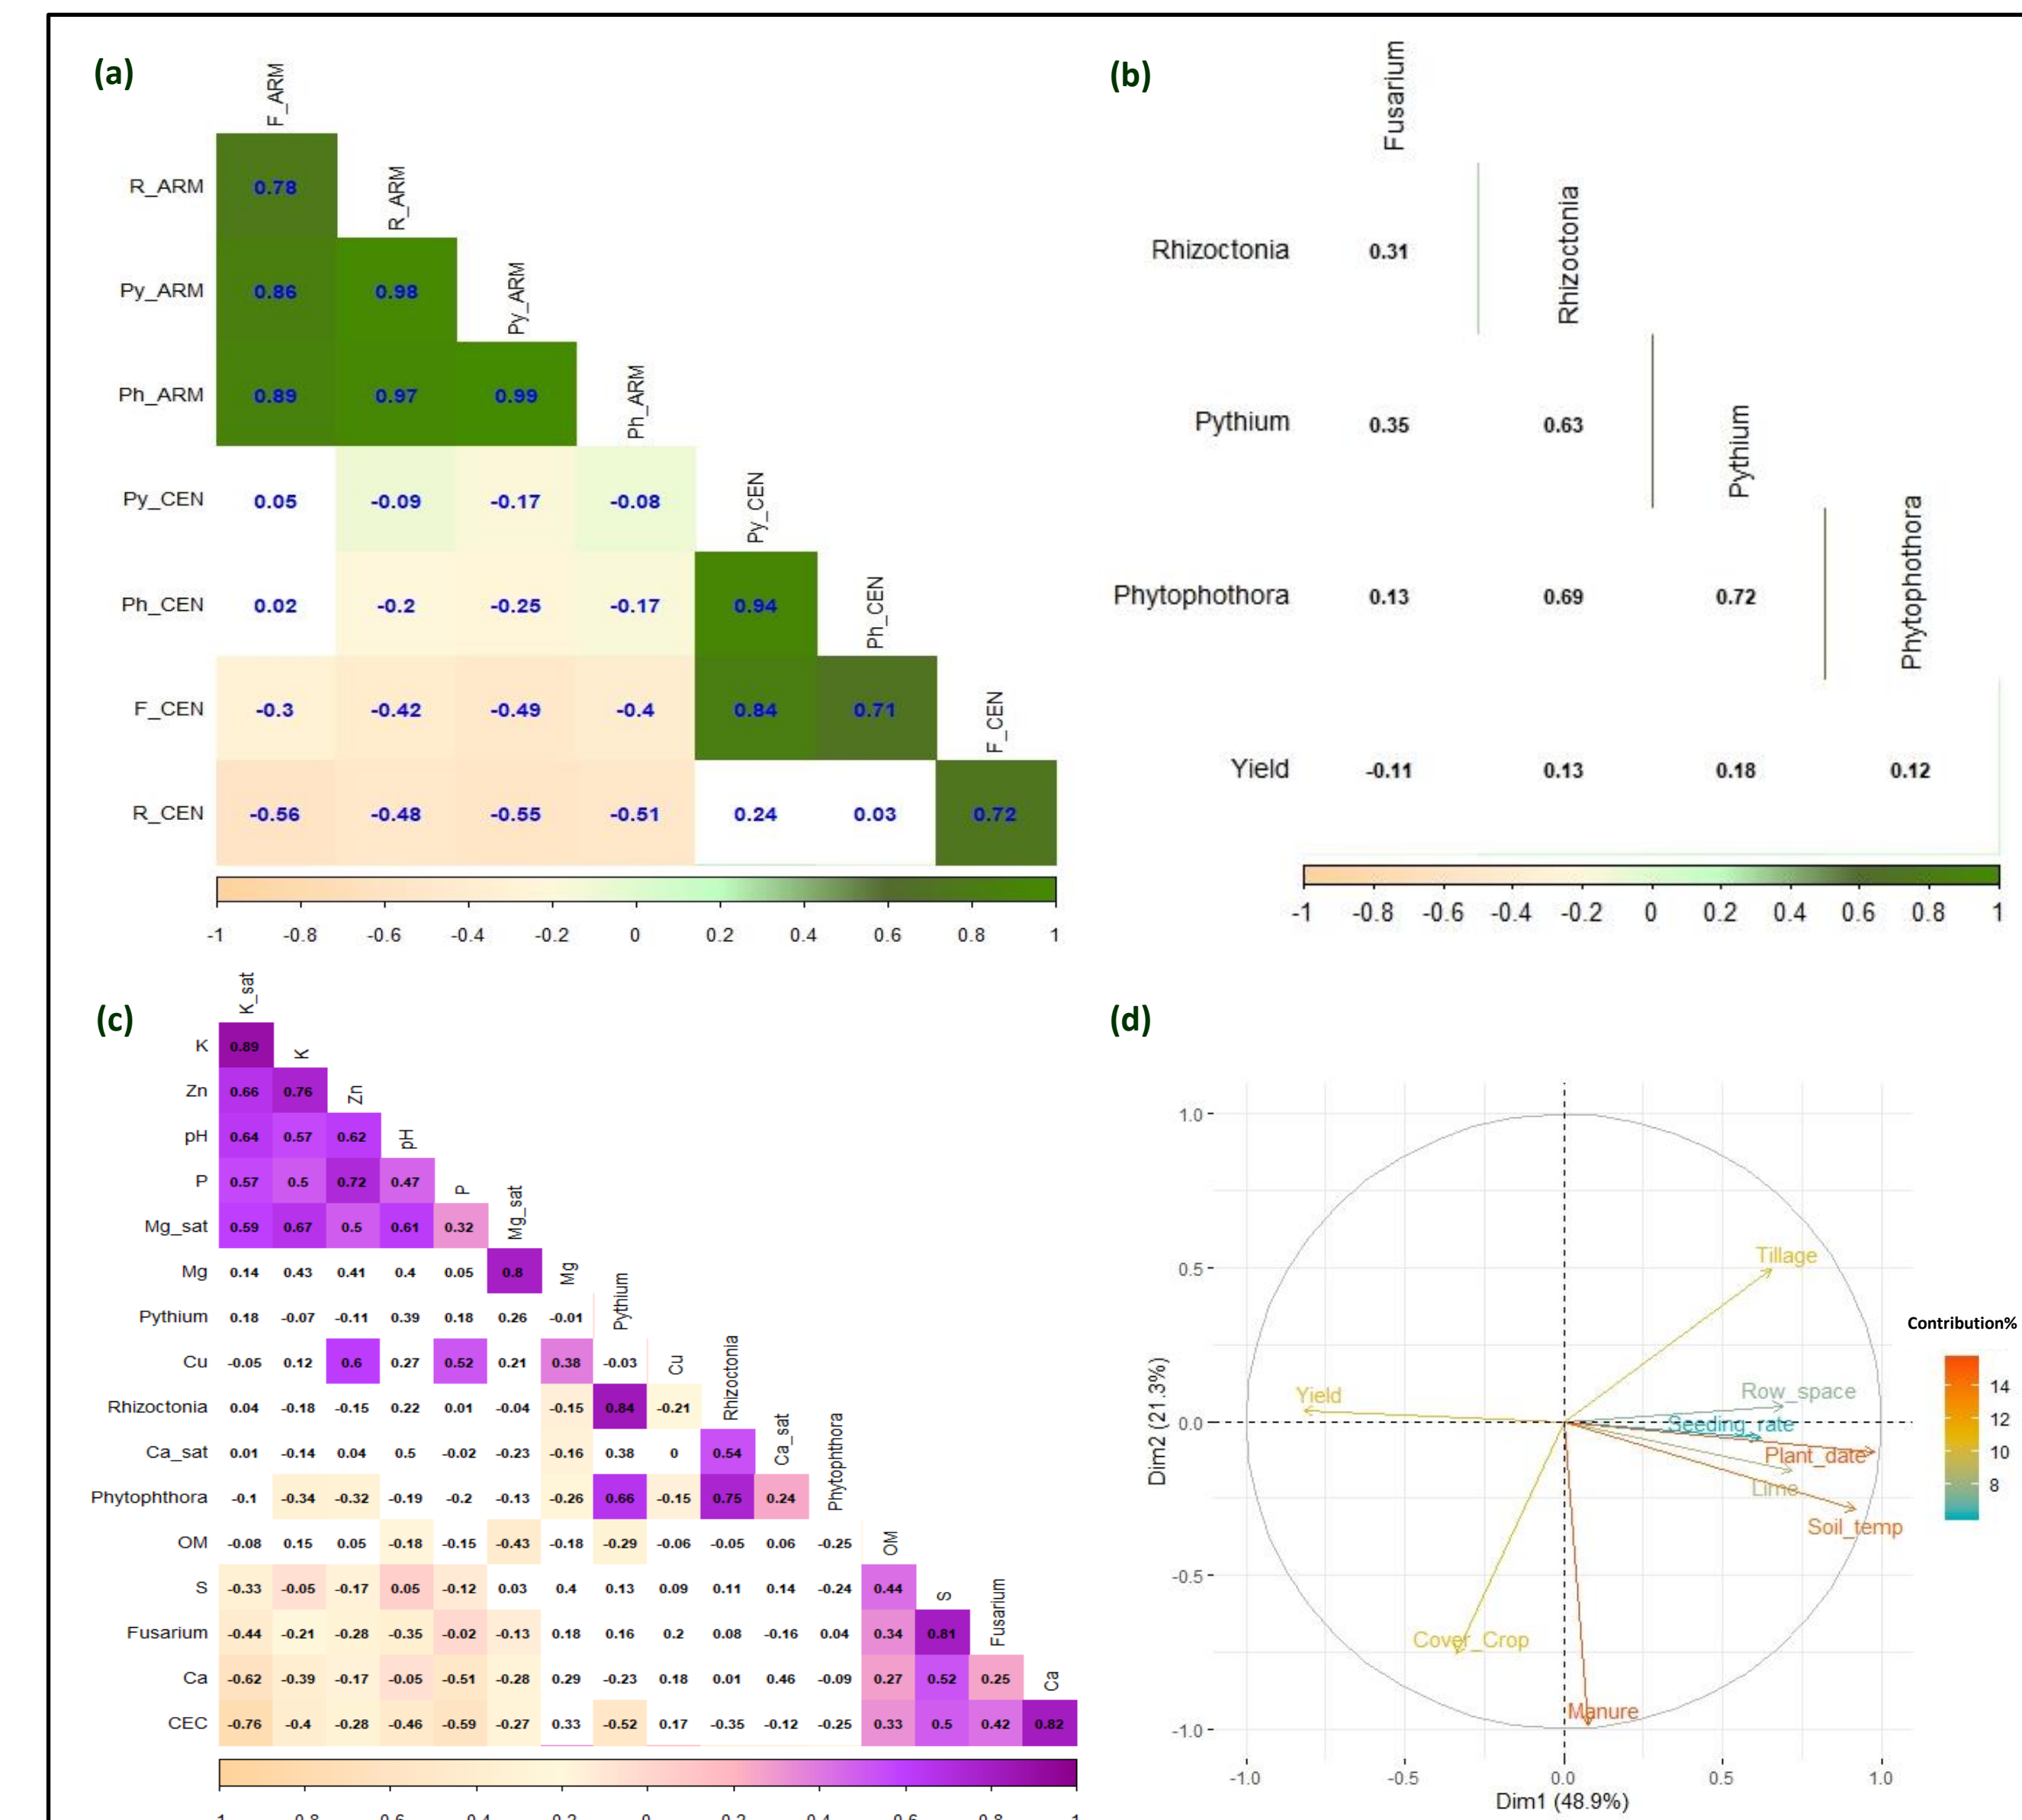 (a)
F_ARM
R_ARM 0.78 R_ARM
Py_ARM 0.86 0.98 Py_ARM
Ph_ARM 0.89 0.97 0.99 Ph_ARM
Py_CEN 0.05 -0.09 -0.17 -0.08 Py_CEN
Ph_CEN 0.02 -0.2 -0.25 -0.17 0.94 Ph_CEN
F_CEN -0.3 -0.42 -0.49 -0.4 0.84 0.71 F_CEN
R_CEN -0.56 -0.48 -0.55 -0.51 0.24 0.03 0.72
-1 -0.8 -0.6 -0.4 -0.2 0 0.2 0.4 0.6 0.8 1
(b)
Fusarium
Rhizoctonia 0.31 Rhizoctonia
Pythium 0.35 0.63 Pythium
Phytophothora 0.13 0.69 0.72 Phytophothora
Yield -0.11 0.13 0.18 0.12
-1 -0.8 -0.6 -0.4 -0.2 0 0.2 0.4 0.6 0.8 1
(c)
K_sat
K 0.89 K
Zn 0.66 0.76 Zn
pH 0.64 0.57 0.62 pH
P 0.57 0.5 0.72 0.47 P
Mg_sat 0.59 0.67 0.5 0.61 0.32 Mg_sat
Mg 0.14 0.43 0.41 0.4 0.05 0.8 Mg
Pythium 0.18 -0.07 -0.11 0.39 0.18 0.26 -0.01 Pythium
Cu -0.05 0.12 0.6 0.27 0.52 0.21 0.38 -0.03 Cu
Rhizoctonia 0.04 -0.18 -0.15 0.22 0.01 -0.04 -0.15 0.84 -0.21 Rhizoctonia
Ca_sat 0.01 -0.14 0.04 0.5 -0.02 -0.23 -0.16 0.38 0 0.54 Ca_sat
Phytophthora -0.1 -0.34 -0.32 -0.19 -0.2 -0.13 -0.26 0.66 -0.15 0.75 0.24 Phytophthora
OM -0.08 0.15 0.05 -0.18 -0.15 -0.43 -0.18 -0.29 -0.06 -0.05 0.06 -0.25 OM
S -0.33 -0.05 -0.17 0.05 -0.12 0.03 0.4 0.13 0.09 0.11 0.14 -0.24 0.44 S
Fusarium -0.44 -0.21 -0.28 -0.35 -0.02 -0.13 0.18 0.16 0.2 0.08 -0.16 0.04 0.34 0.81 Fusarium
Ca -0.62 -0.39 -0.17 -0.05 -0.51 -0.28 0.29 -0.23 0.18 0.01 0.46 -0.09 0.27 0.52 0.25 Ca
CEC -0.76 -0.4 -0.28 -0.46 -0.59 -0.27 0.33 -0.52 0.17 -0.35 -0.12 -0.25 0.33 0.5 0.42 0.82
(d)
1.0
0.5
0.0
-0.5
-1.0
Dim2 (21.3%)
Tillage
Yield
Row_space
Seeding_rate
Plant_date
Lime
Soil_temp
Cover_Crop
Manure
-1.0 -0.5 0.0 0.5 1.0
Dim1 (48.9%)
Contribution%
14
12
10
8